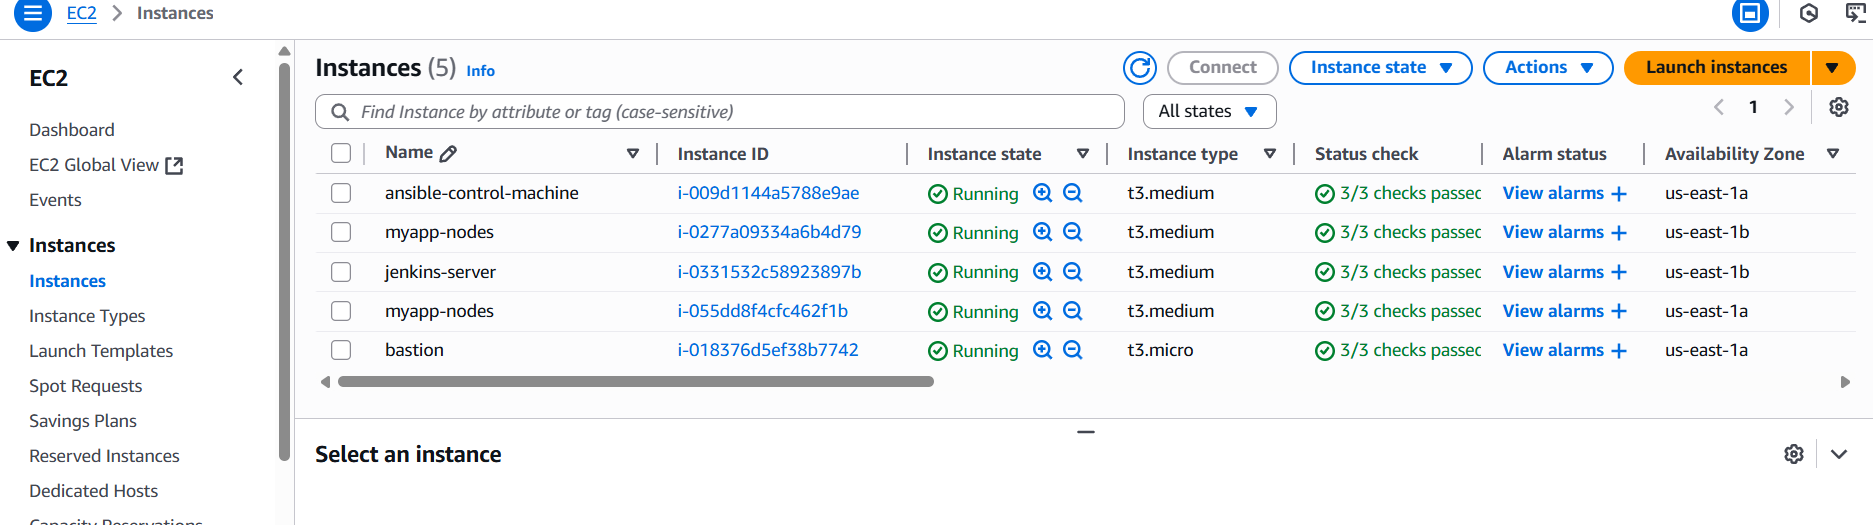 EC2 > Instances
EC2
Dashboard
EC2 Global View
Events
Instances
Instances
Instance Types
Launch Templates
Spot Requests
Savings Plans
Reserved Instances
Dedicated Hosts
Capacity Reservations
Instances (5) Info
Connect
Instance state
Actions
Launch instances
Find Instance by attribute or tag (case-sensitive)
All states
1
Name Instance ID Instance state Instance type Status check Alarm status Availability Zone
ansible-control-machine i-009d1144a5788e9ae Running t3.medium 3/3 checks passec View alarms + us-east-1a
myapp-nodes i-0277a09334a6b4d79 Running t3.medium 3/3 checks passec View alarms + us-east-1b
jenkins-server i-0331532c58923897b Running t3.medium 3/3 checks passec View alarms + us-east-1b
myapp-nodes i-055dd8f4cfc462f1b Running t3.medium 3/3 checks passec View alarms + us-east-1a
bastion i-018376d5ef38b7742 Running t3.micro 3/3 checks passec View alarms + us-east-1a
Select an instance